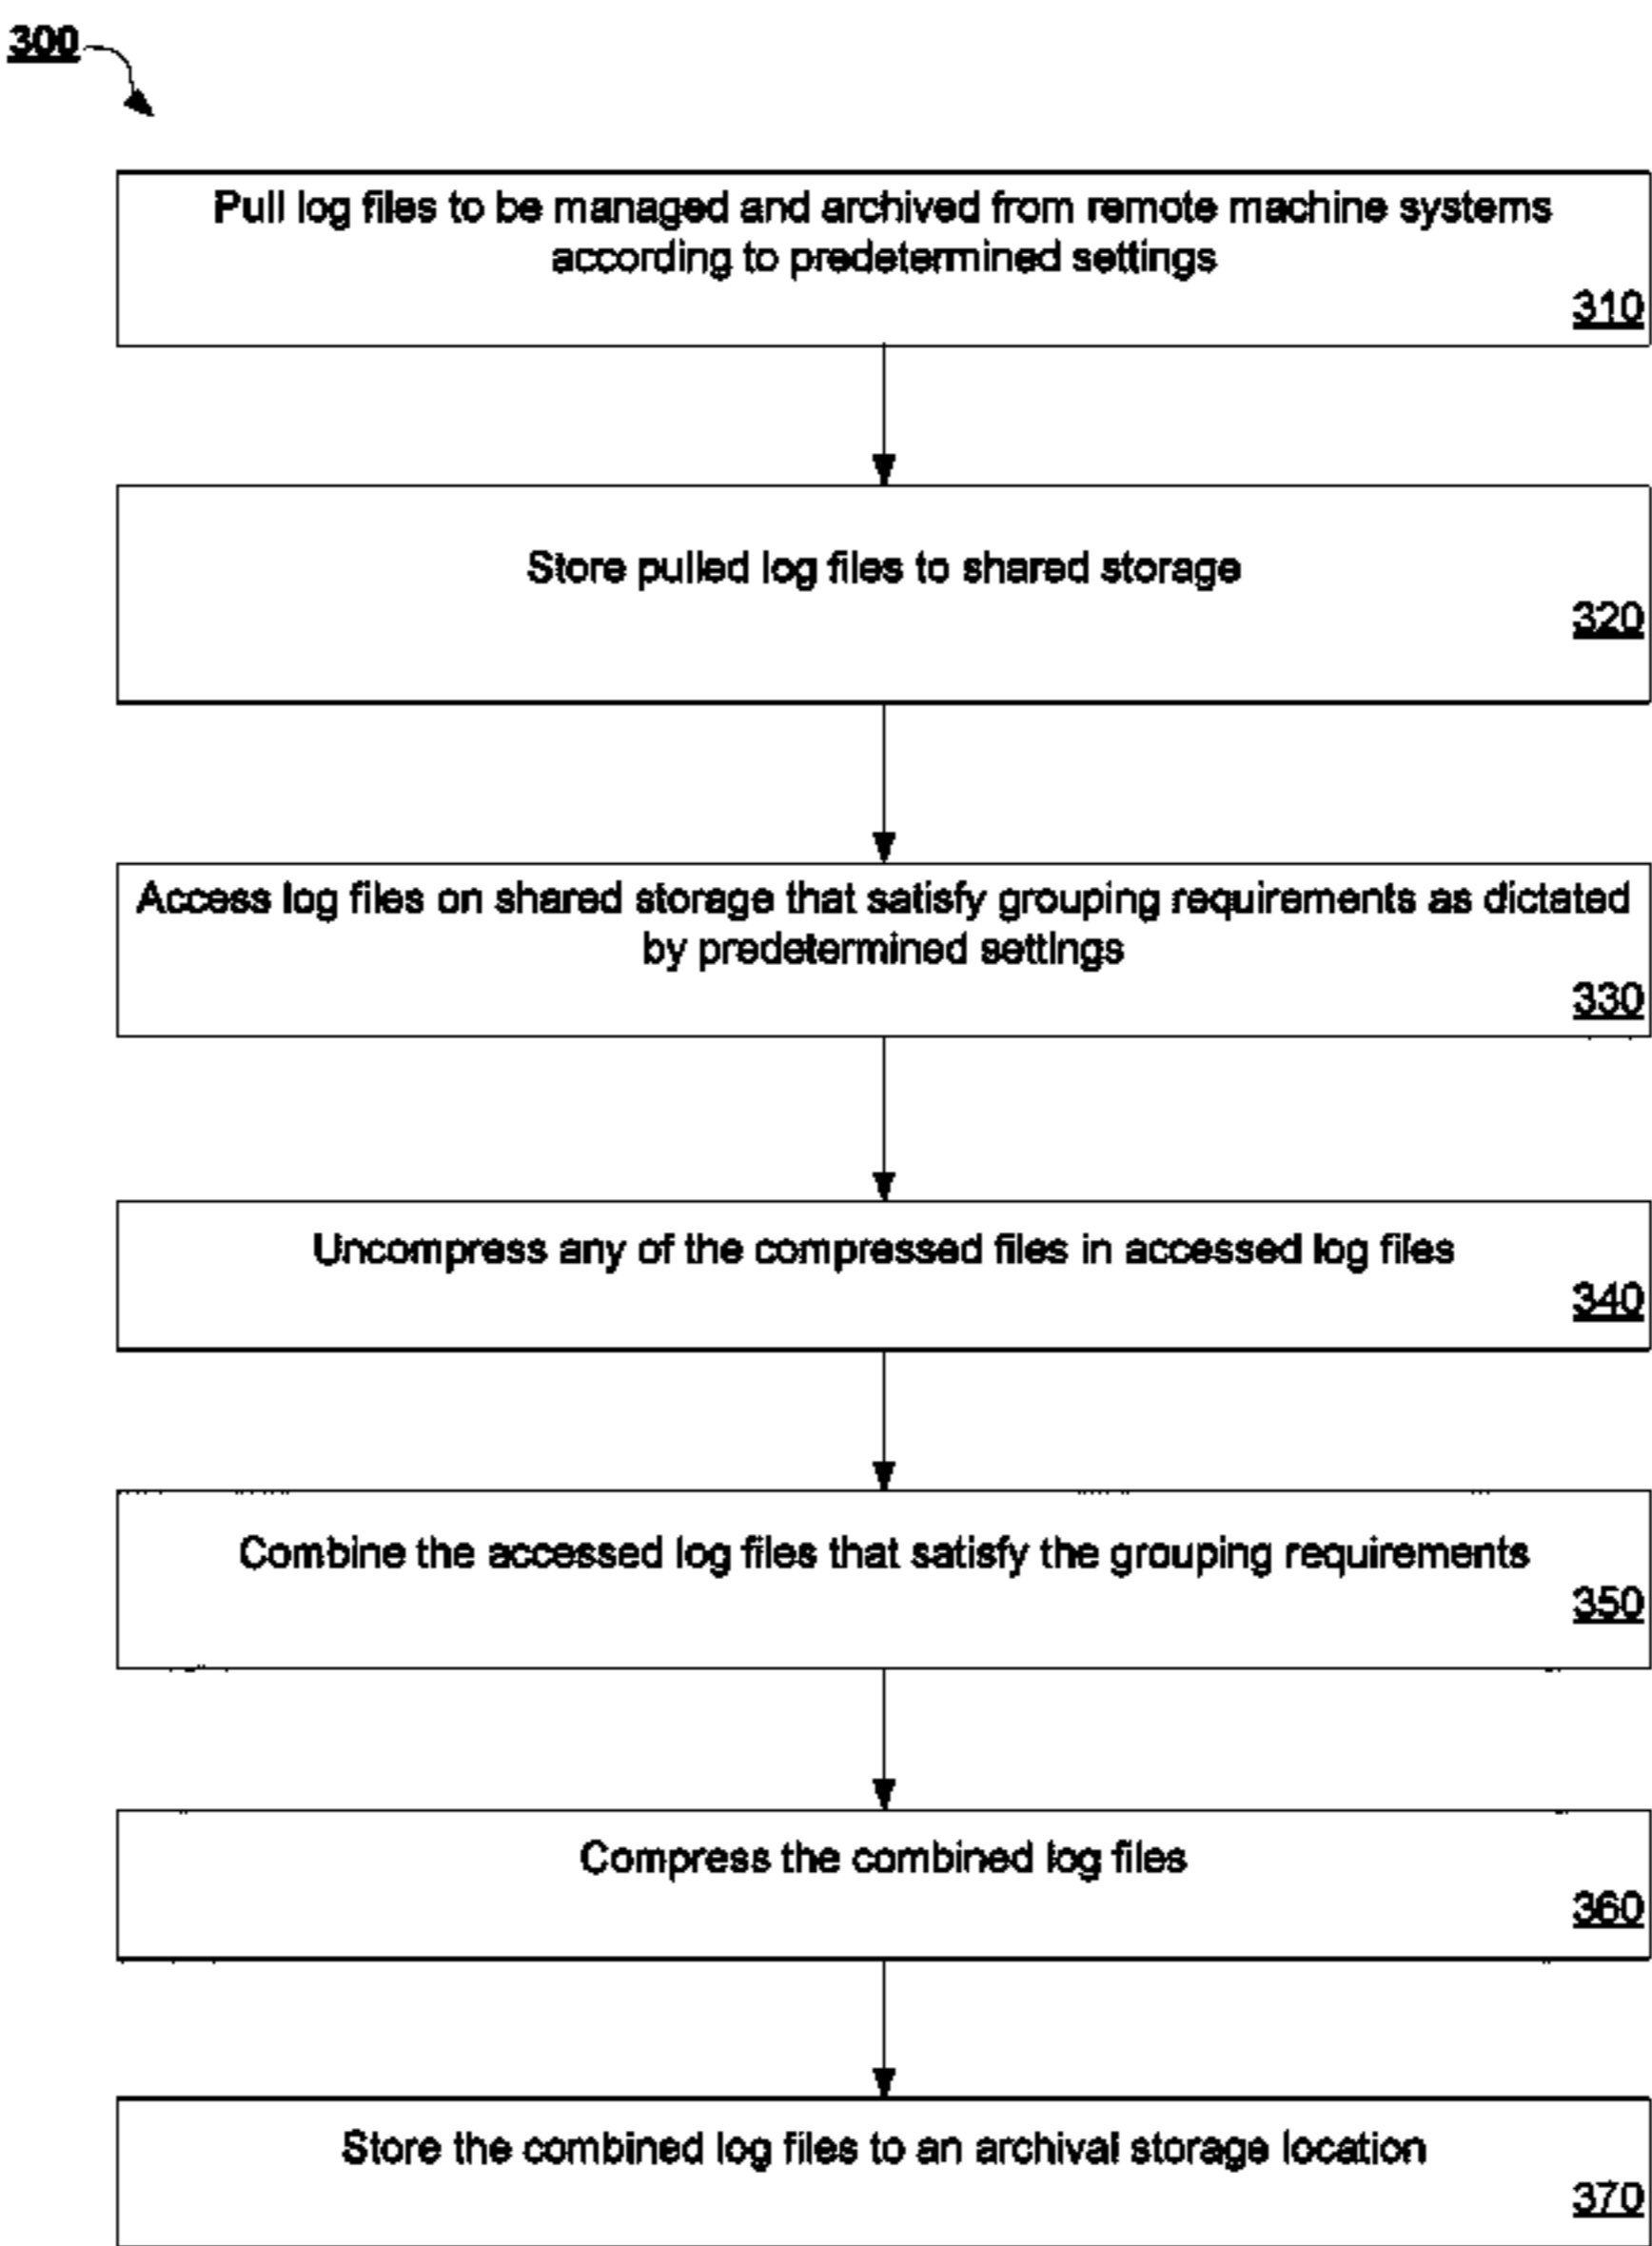 300
Pull log files to be managed and archived from remote machine systems
according to predetermined settings
310
Store pulled log files to shared storage
320
Access log files on shared storage that satisfy grouping requirements as dictated
by predetermined settings
330
Uncompress any of the compressed files in accessed log files
340
Combine the accessed log files that satisfy the grouping requirements
350
Compress the combined log files
360
Store the combined log files to an archival storage location
370